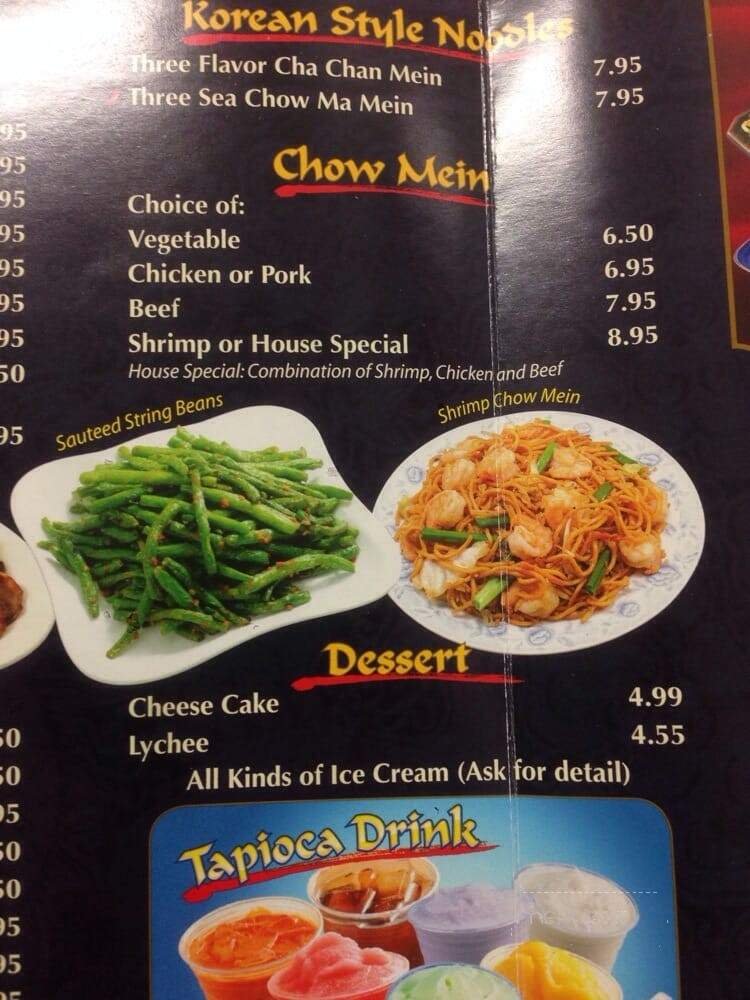 Korean Style Noodles
Three Flavor Cha Chan Mein 7.95
Three Sea Chow Ma Mein 7.95
Chow Mein
Choice of:
Vegetable 6.50
Chicken or Pork 6.95
Beef 7.95
Shrimp or House Special 8.95
House Special: Combination of Shrimp, Chicken and Beef
Sauteed String Beans
Shrimp Chow Mein
Dessert
Cheese Cake 4.99
Lychee 4.55
All Kinds of Ice Cream (Ask for detail)
Tapioca Drink